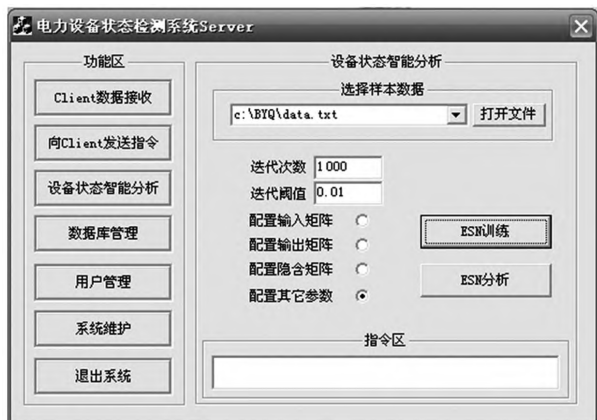 电力设备状态检测系统Server
功能区
Client数据接收
向Client发送指令
设备状态智能分析
数据库管理
用户管理
系统维护
退出系统
设备状态智能分析
选择样本数据
c:\BYQ\data.txt
打开文件
迭代次数 1000
迭代阈值 0.01
配置输入矩阵
配置输出矩阵
配置隐含矩阵
配置其它参数
ESN训练
ESN分析
指令区